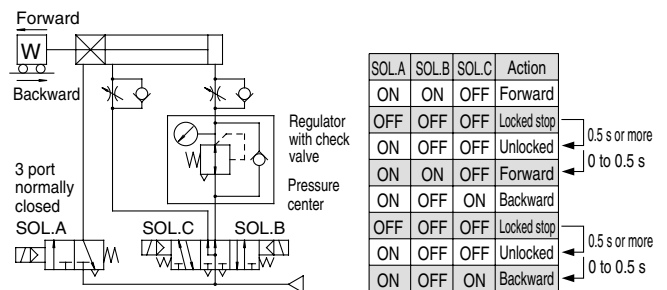 Forward
W
Backward
Regulator
with check
valve
Pressure
center
3 port
normally
closed
SOL.A
SOL.C
SOL.B
SOL.A SOL.B SOL.C Action
ON ON OFF Forward
OFF OFF OFF Locked stop
ON OFF OFF Unlocked
ON ON OFF Forward
ON OFF ON Backward
OFF OFF OFF Locked stop
ON OFF OFF Unlocked
ON OFF ON Backward
0.5 s or more
0 to 0.5 s
0.5 s or more
0 to 0.5 s